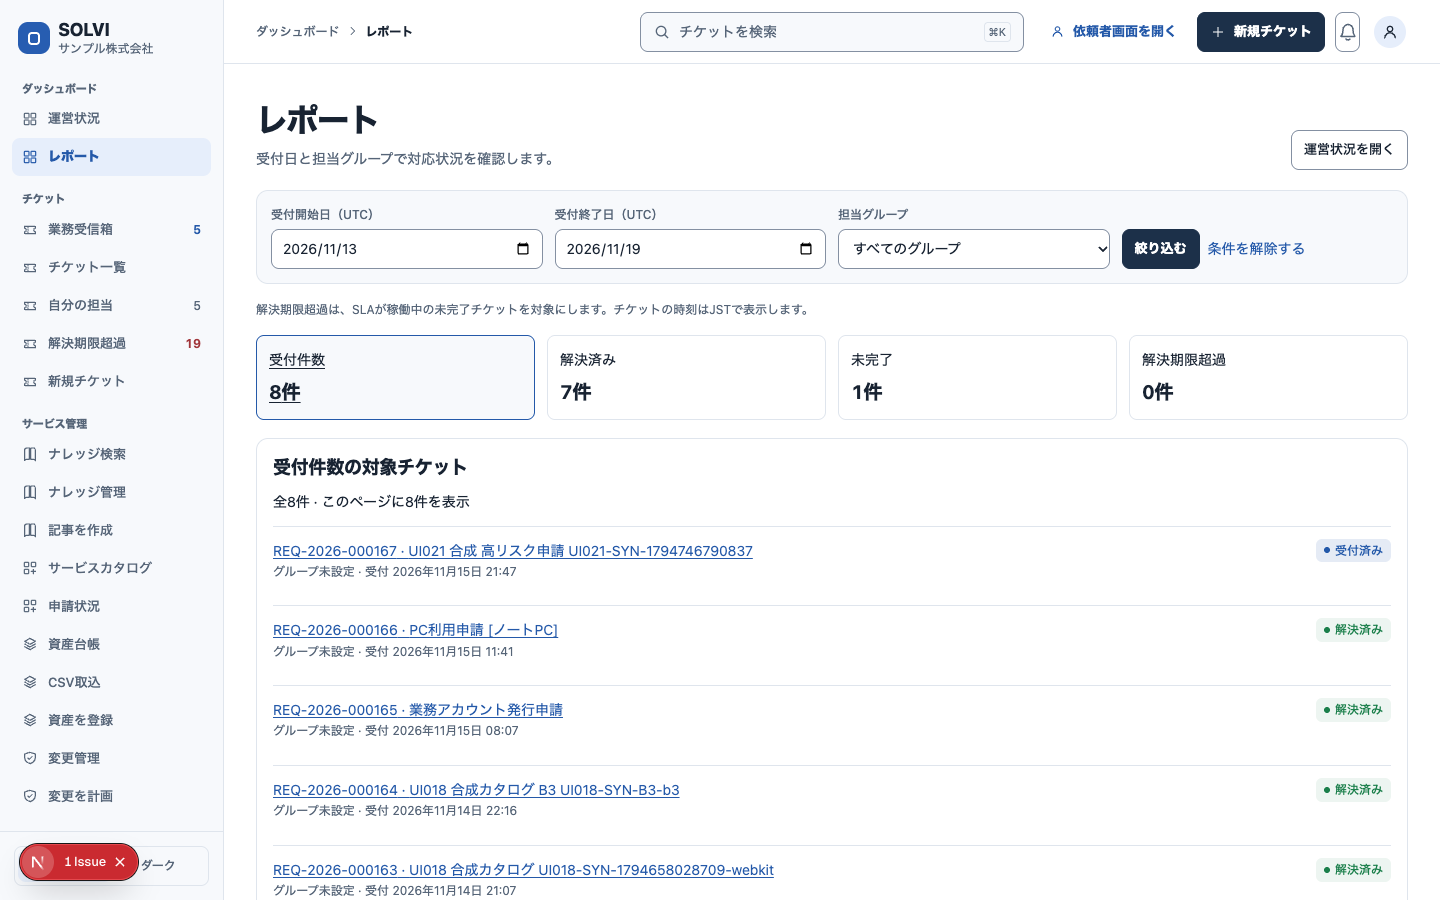 SOLVI
サンプル株式会社
ダッシュボード
運営状況
レポート
チケット
業務受信箱 5
チケット一覧
自分の担当 5
解決期限超過 19
新規チケット
サービス管理
ナレッジ検索
ナレッジ管理
記事を作成
サービスカタログ
申請状況
資産台帳
CSV取込
資産を登録
変更管理
変更を計画
N 1 Issue
ダーク
ダッシュボード > レポート
チケットを検索 ⌘K
依頼者画面を開く
+ 新規チケット
レポート
受付日と担当グループで対応状況を確認します。
運営状況を開く
受付開始日（UTC） 受付終了日（UTC） 担当グループ
2026/11/13 2026/11/19 すべてのグループ 絞り込む 条件を解除する
解決期限超過は、SLAが稼働中の未完了チケットを対象にします。チケットの時刻はJSTで表示します。
受付件数 解決済み 未完了 解決期限超過
8件 7件 1件 0件
受付件数の対象チケット
全8件 · このページに8件を表示
REQ-2026-000167 · UI021 合成 高リスク申請 UI021-SYN-1794746790837 受付済み
グループ未設定 · 受付 2026年11月15日 21:47
REQ-2026-000166 · PC利用申請 [ノートPC] 解決済み
グループ未設定 · 受付 2026年11月15日 11:41
REQ-2026-000165 · 業務アカウント発行申請 解決済み
グループ未設定 · 受付 2026年11月15日 08:07
REQ-2026-000164 · UI018 合成カタログ B3 UI018-SYN-B3-b3 解決済み
グループ未設定 · 受付 2026年11月14日 22:16
REQ-2026-000163 · UI018 合成カタログ UI018-SYN-1794658028709-webkit 解決済み
グループ未設定 · 受付 2026年11月14日 21:07